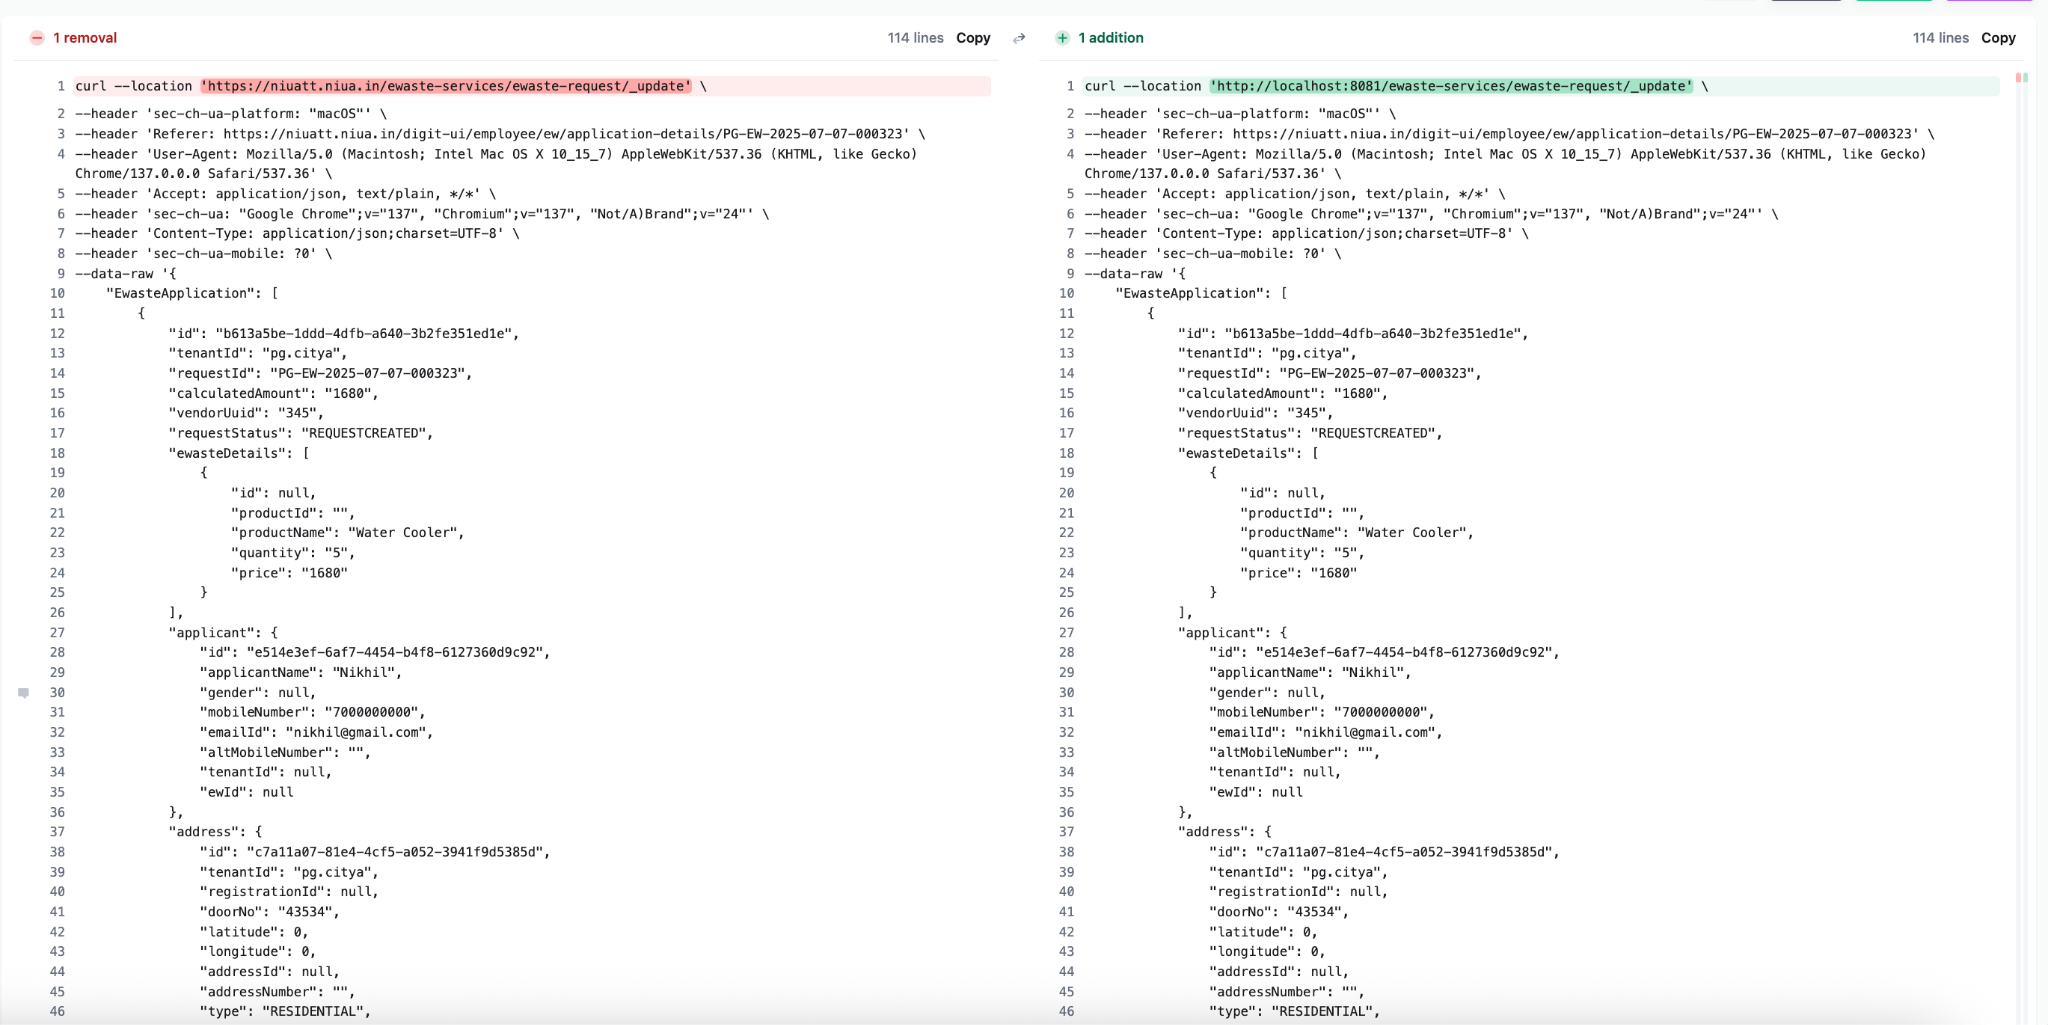 1 removal
114 lines Copy
1 curl --location 'https://niuatt.niua.in/ewaste-services/ewaste-request/_update' \
2 --header 'sec-ch-ua-platform: "macOS"' \
3 --header 'Referer: https://niuatt.niua.in/digit-ui/employee/ew/application-details/PG-EW-2025-07-07-000323' \
4 --header 'User-Agent: Mozilla/5.0 (Macintosh; Intel Mac OS X 10_15_7) AppleWebKit/537.36 (KHTML, like Gecko)
Chrome/137.0.0.0 Safari/537.36' \
5 --header 'Accept: application/json, text/plain, */*' \
6 --header 'sec-ch-ua: "Google Chrome";v="137", "Chromium";v="137", "Not/A)Brand";v="24"' \
7 --header 'Content-Type: application/json;charset=UTF-8' \
8 --header 'sec-ch-ua-mobile: ?0' \
9 --data-raw '{
10 "EwasteApplication": [
11 {
12 "id": "b613a5be-1ddd-4dfb-a640-3b2fe351ed1e",
13 "tenantId": "pg.citya",
14 "requestId": "PG-EW-2025-07-07-000323",
15 "calculatedAmount": "1680",
16 "vendorUuid": "345",
17 "requestStatus": "REQUESTCREATED",
18 "ewasteDetails": [
19 {
20 "id": null,
21 "productId": "",
22 "productName": "Water Cooler",
23 "quantity": "5",
24 "price": "1680"
25 }
26 ],
27 "applicant": {
28 "id": "e514e3ef-6af7-4454-b4f8-6127360d9c92",
29 "applicantName": "Nikhil",
30 "gender": null,
31 "mobileNumber": "7000000000",
32 "emailId": "nikhil@gmail.com",
33 "altMobileNumber": "",
34 "tenantId": null,
35 "ewId": null
36 },
37 "address": {
38 "id": "c7a11a07-81e4-4cf5-a052-3941f9d5385d",
39 "tenantId": "pg.citya",
40 "registrationId": null,
41 "doorNo": "43534",
42 "latitude": 0,
43 "longitude": 0,
44 "addressId": null,
45 "addressNumber": "",
46 "type": "RESIDENTIAL",
1 addition
114 lines Copy
1 curl --location 'http://localhost:8081/ewaste-services/ewaste-request/_update' \
2 --header 'sec-ch-ua-platform: "macOS"' \
3 --header 'Referer: https://niuatt.niua.in/digit-ui/employee/ew/application-details/PG-EW-2025-07-07-000323' \
4 --header 'User-Agent: Mozilla/5.0 (Macintosh; Intel Mac OS X 10_15_7) AppleWebKit/537.36 (KHTML, like Gecko)
Chrome/137.0.0.0 Safari/537.36' \
5 --header 'Accept: application/json, text/plain, */*' \
6 --header 'sec-ch-ua: "Google Chrome";v="137", "Chromium";v="137", "Not/A)Brand";v="24"' \
7 --header 'Content-Type: application/json;charset=UTF-8' \
8 --header 'sec-ch-ua-mobile: ?0' \
9 --data-raw '{
10 "EwasteApplication": [
11 {
12 "id": "b613a5be-1ddd-4dfb-a640-3b2fe351ed1e",
13 "tenantId": "pg.citya",
14 "requestId": "PG-EW-2025-07-07-000323",
15 "calculatedAmount": "1680",
16 "vendorUuid": "345",
17 "requestStatus": "REQUESTCREATED",
18 "ewasteDetails": [
19 {
20 "id": null,
21 "productId": "",
22 "productName": "Water Cooler",
23 "quantity": "5",
24 "price": "1680"
25 }
26 ],
27 "applicant": {
28 "id": "e514e3ef-6af7-4454-b4f8-6127360d9c92",
29 "applicantName": "Nikhil",
30 "gender": null,
31 "mobileNumber": "7000000000",
32 "emailId": "nikhil@gmail.com",
33 "altMobileNumber": "",
34 "tenantId": null,
35 "ewId": null
36 },
37 "address": {
38 "id": "c7a11a07-81e4-4cf5-a052-3941f9d5385d",
39 "tenantId": "pg.citya",
40 "registrationId": null,
41 "doorNo": "43534",
42 "latitude": 0,
43 "longitude": 0,
44 "addressId": null,
45 "addressNumber": "",
46 "type": "RESIDENTIAL",